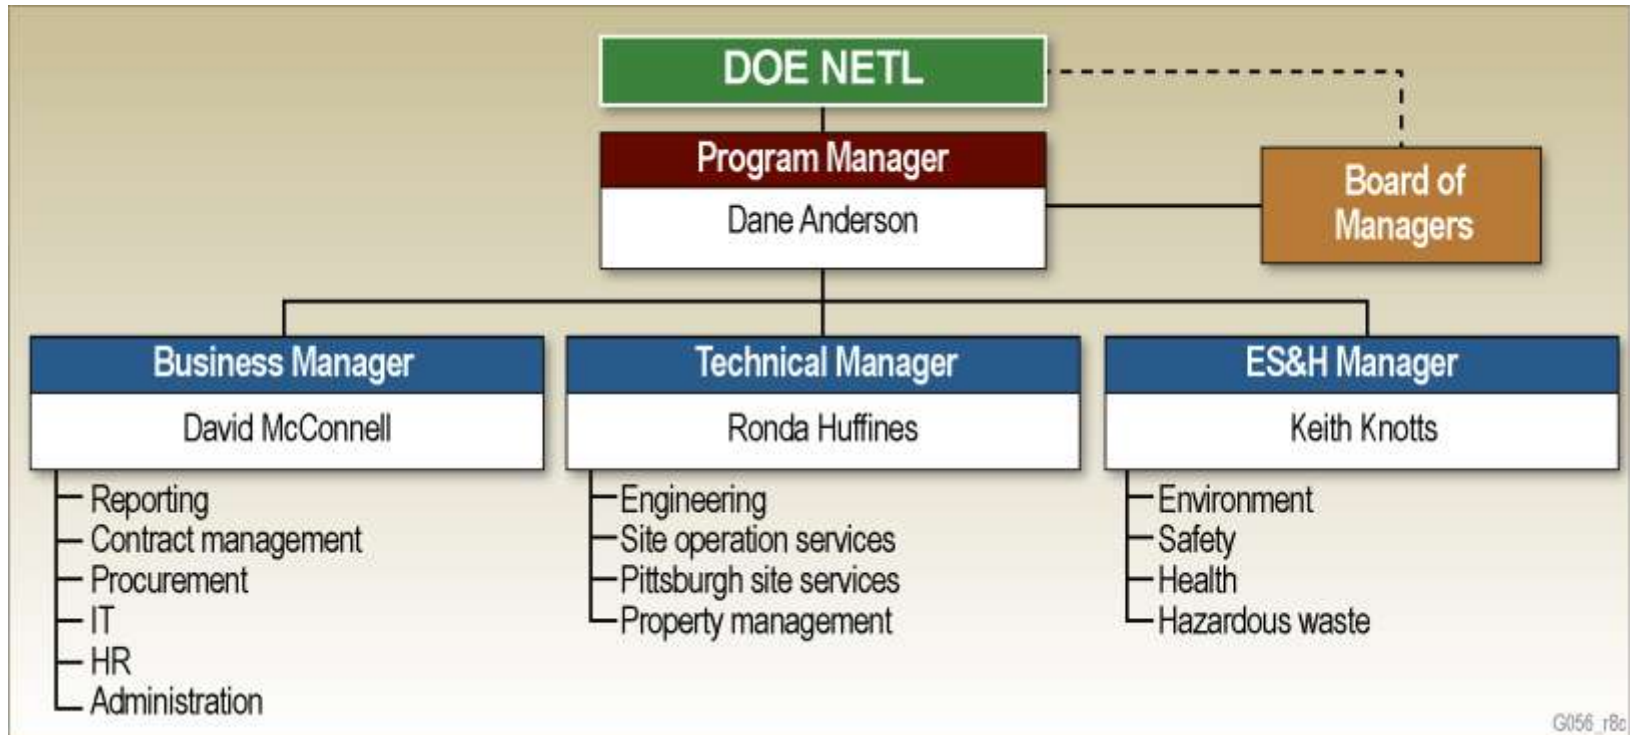 DOE NETL
Program Manager
Dane Anderson
Board of
Managers
Business Manager
David McConnell
Reporting
Contract management
Procurement
IT
HR
Administration
Technical Manager
Ronda Huffines
Engineering
Site operation services
Pittsburgh site services
Property management
ES&H Manager
Keith Knotts
Environment
Safety
Health
Hazardous waste
G056_r8c